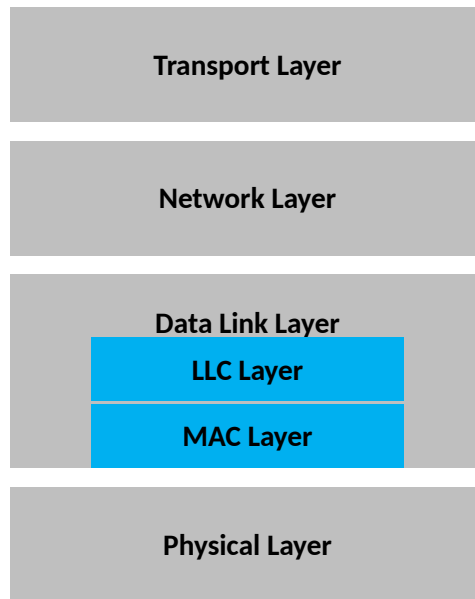 Transport Layer
Network Layer
Data Link Layer
LLC Layer
MAC Layer
Physical Layer